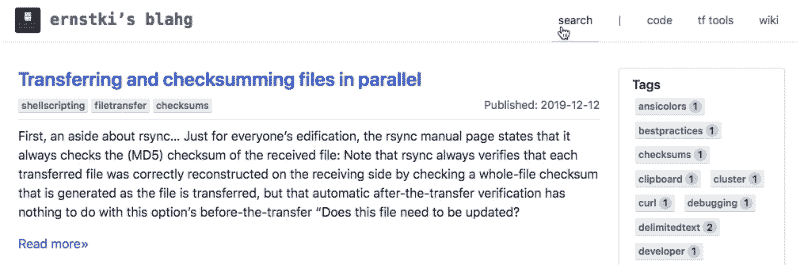 ernstki's blahg
search | code tf tools wiki
Transferring and checksumming files in parallel
shellscripting filetransfer checksums
Published: 2019-12-12
First, an aside about rsync… Just for everyone's edification, the rsync manual page states that it
always checks the (MD5) checksum of the received file: Note that rsync always verifies that each
transferred file was correctly reconstructed on the receiving side by checking a whole-file checksum
that is generated as the file is transferred, but that automatic after-the-transfer verification has
nothing to do with this option's before-the-transfer “Does this file need to be updated?
Read more»
Tags
ansicolors 1
bestpractices 1
checksums 1
clipboard 1 cluster 1
curl 1 debugging 1
delimitedtext 2
developer 1